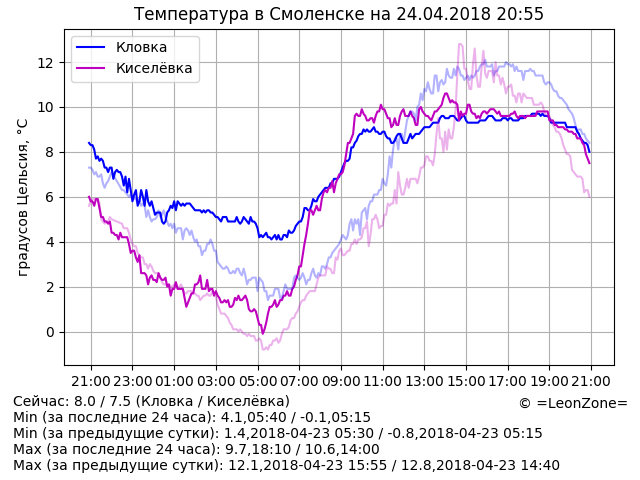 Температура в Смоленске на 24.04.2018 20:55
Кловка
Киселёвка
градусов Цельсия, °C
12
10
8
6
4
2
0
21:00 23:00 01:00 03:00 05:00 07:00 09:00 11:00 13:00 15:00 17:00 19:00 21:00
Сейчас: 8.0 / 7.5 (Кловка / Киселёвка)
© =LeonZone=
Min (за последние 24 часа): 4.1,05:40 / -0.1,05:15
Min (за предыдущие сутки): 1.4,2018-04-23 05:30 / -0.8,2018-04-23 05:15
Max (за последние 24 часа): 9.7,18:10 / 10.6,14:00
Max (за предыдущие сутки): 12.1,2018-04-23 15:55 / 12.8,2018-04-23 14:40